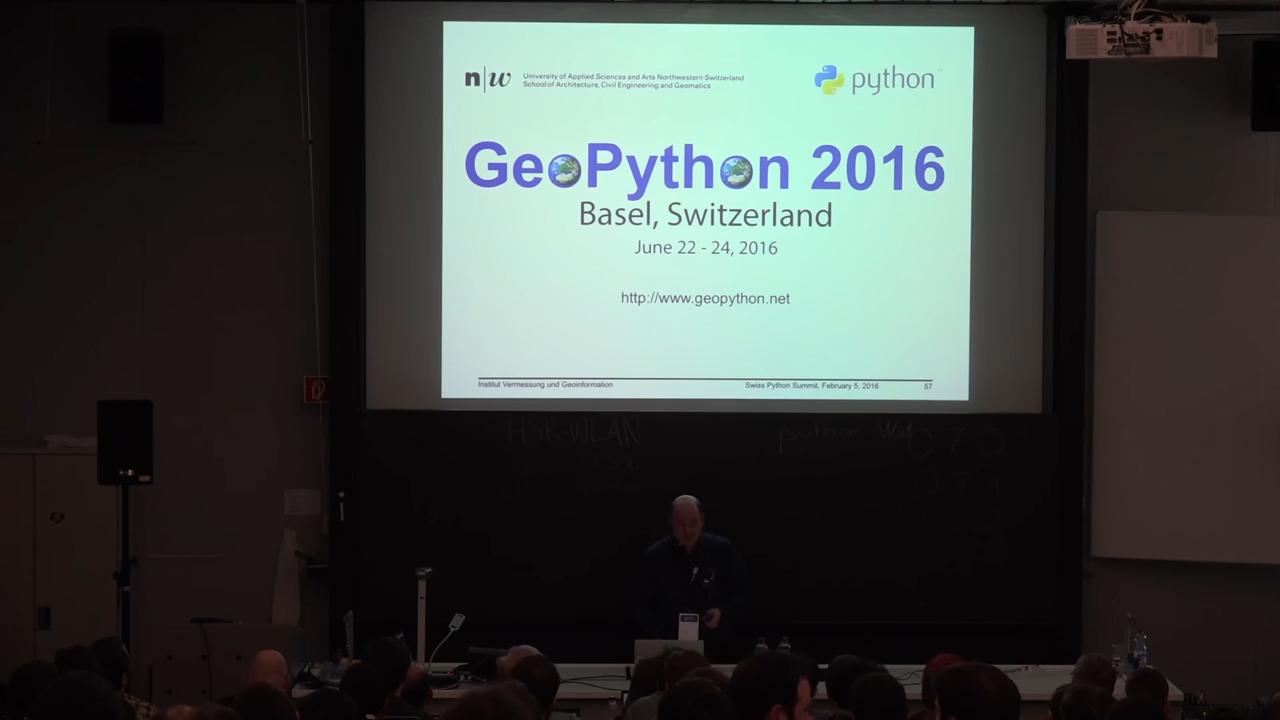 n|w University of Applied Sciences and Arts Northwestern Switzerland
School of Architecture, Civil Engineering and Geomatics
python
GeoPython 2016
Basel, Switzerland
June 22 - 24, 2016
http://www.geopython.net
Institut Vermessung und Geoinformation
Swiss Python Summit, February 5, 2016
57
HSR-WLAN